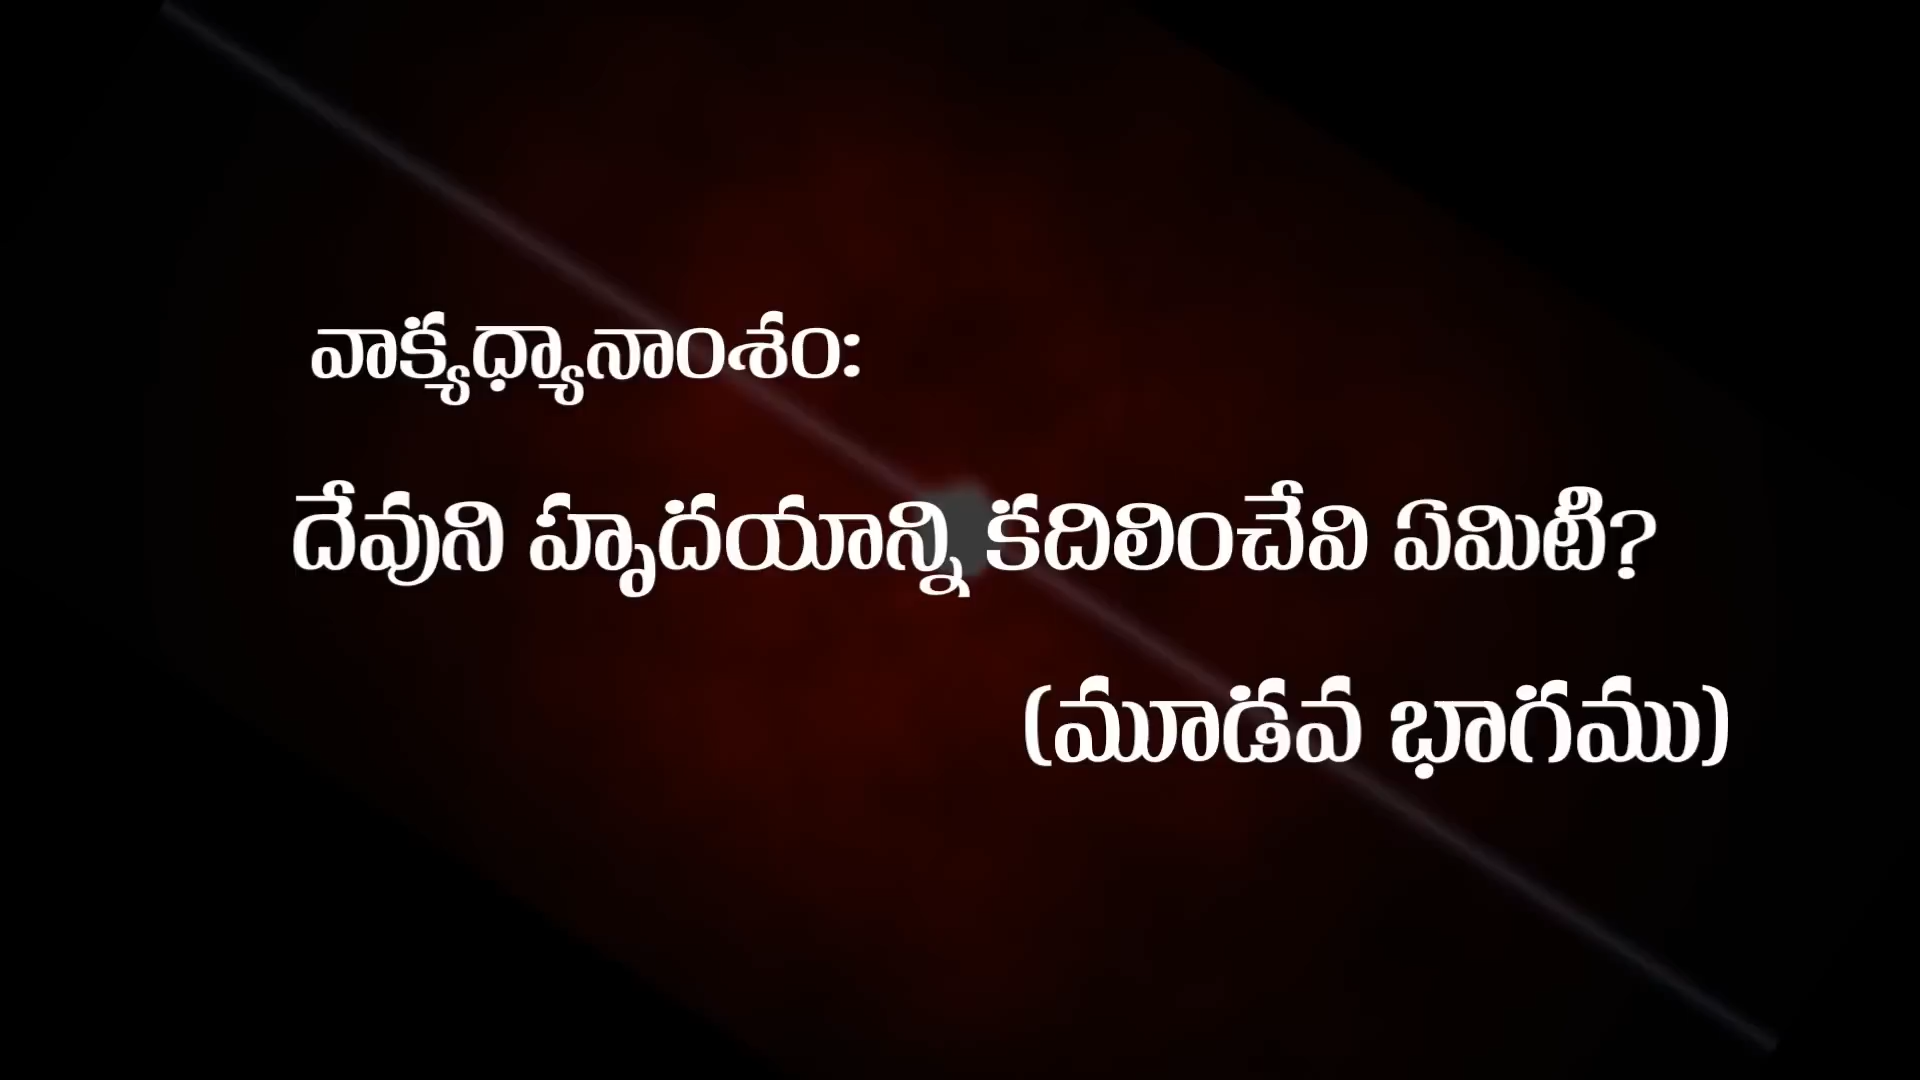 వాక్యధ్యానాంశం:
దేవుని హృదయాన్ని కదిలించేవి ఏమిటి?
(మూడవ భాగము)